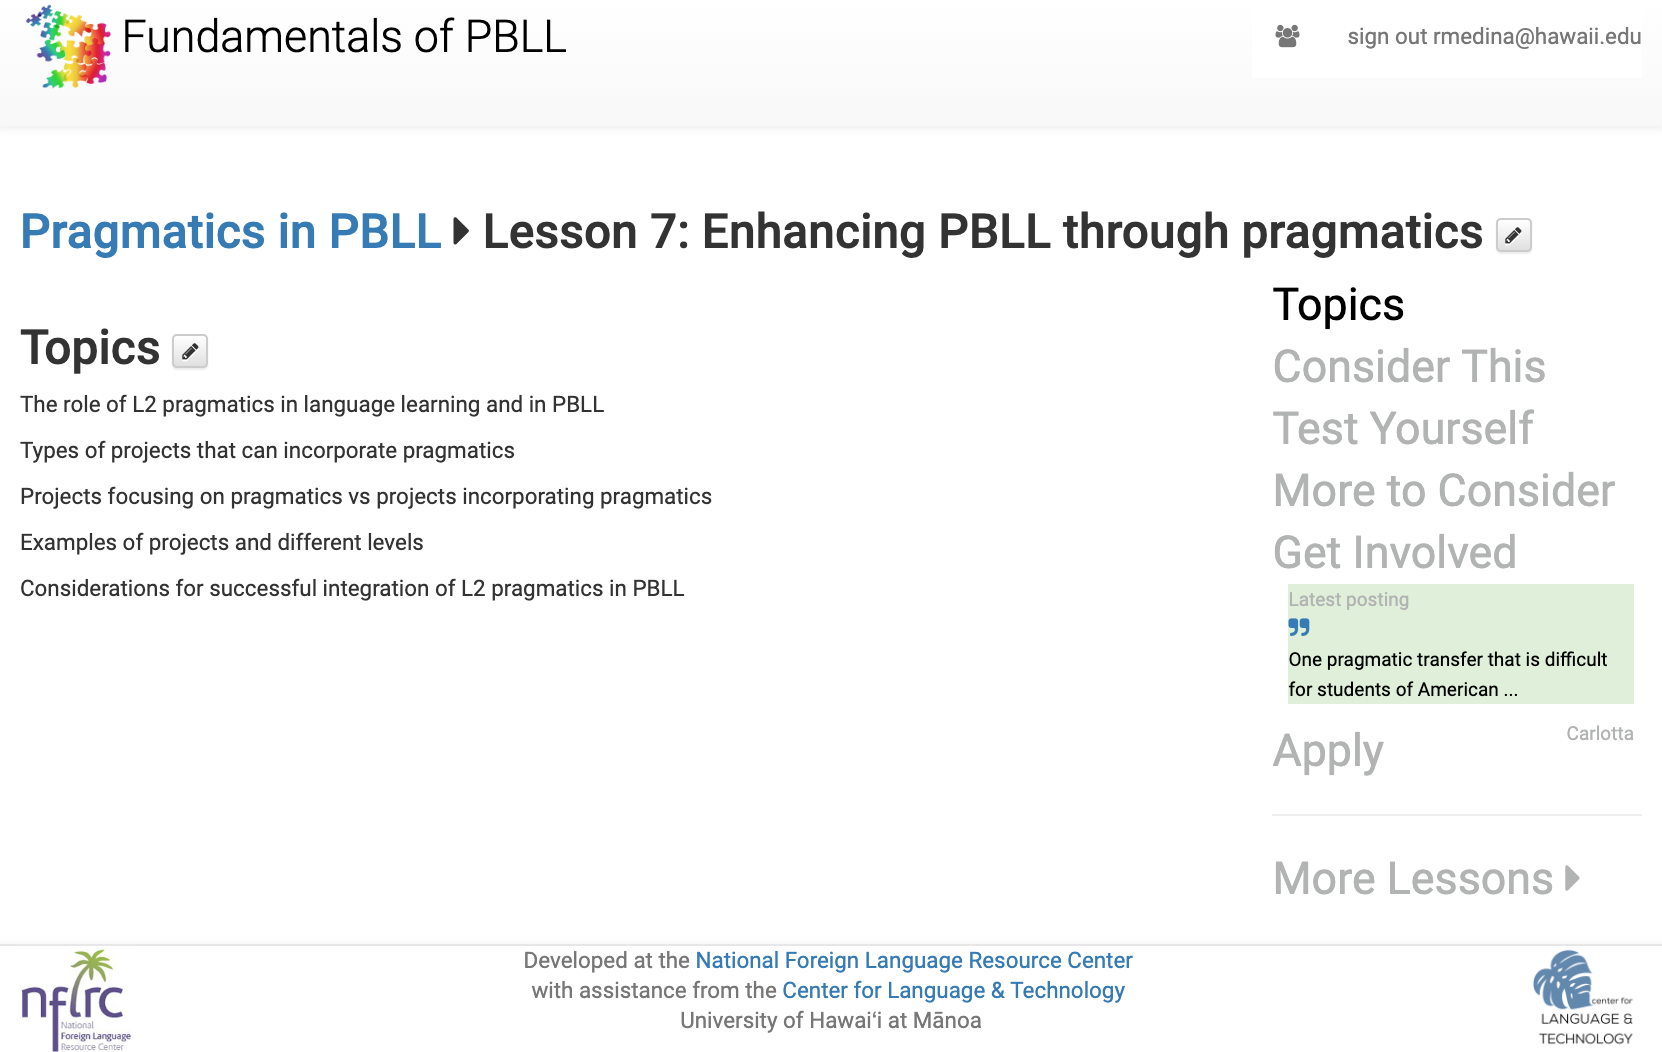 Fundamentals of PBLL
sign out rmedina@hawaii.edu
Pragmatics in PBLL Lesson 7: Enhancing PBLL through pragmatics
Topics
The role of L2 pragmatics in language learning and in PBLL
Types of projects that can incorporate pragmatics
Projects focusing on pragmatics vs projects incorporating pragmatics
Examples of projects and different levels
Considerations for successful integration of L2 pragmatics in PBLL
Topics
Consider This
Test Yourself
More to Consider
Get Involved
Latest posting
One pragmatic transfer that is difficult
for students of American ...
Carlotta
Apply
More Lessons
nflrc
National
Foreign Language
Resource Center
Developed at the National Foreign Language Resource Center
with assistance from the Center for Language & Technology
University of Hawaiʻi at Mānoa
center for
LANGUAGE &
TECHNOLOGY